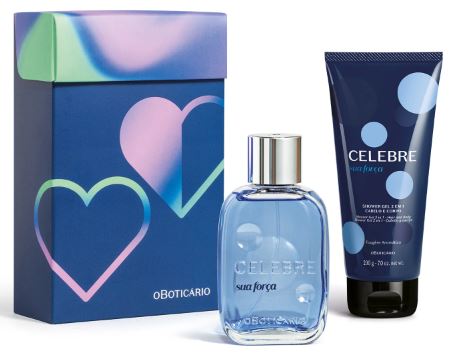 oBOTICÁRIO
CELEBRE
sua força
oBOTICÁRIO
CELEBRE
sua força
SHOWER GEL 2 EM 1
CABELO E CORPO
oBOTICÁRIO